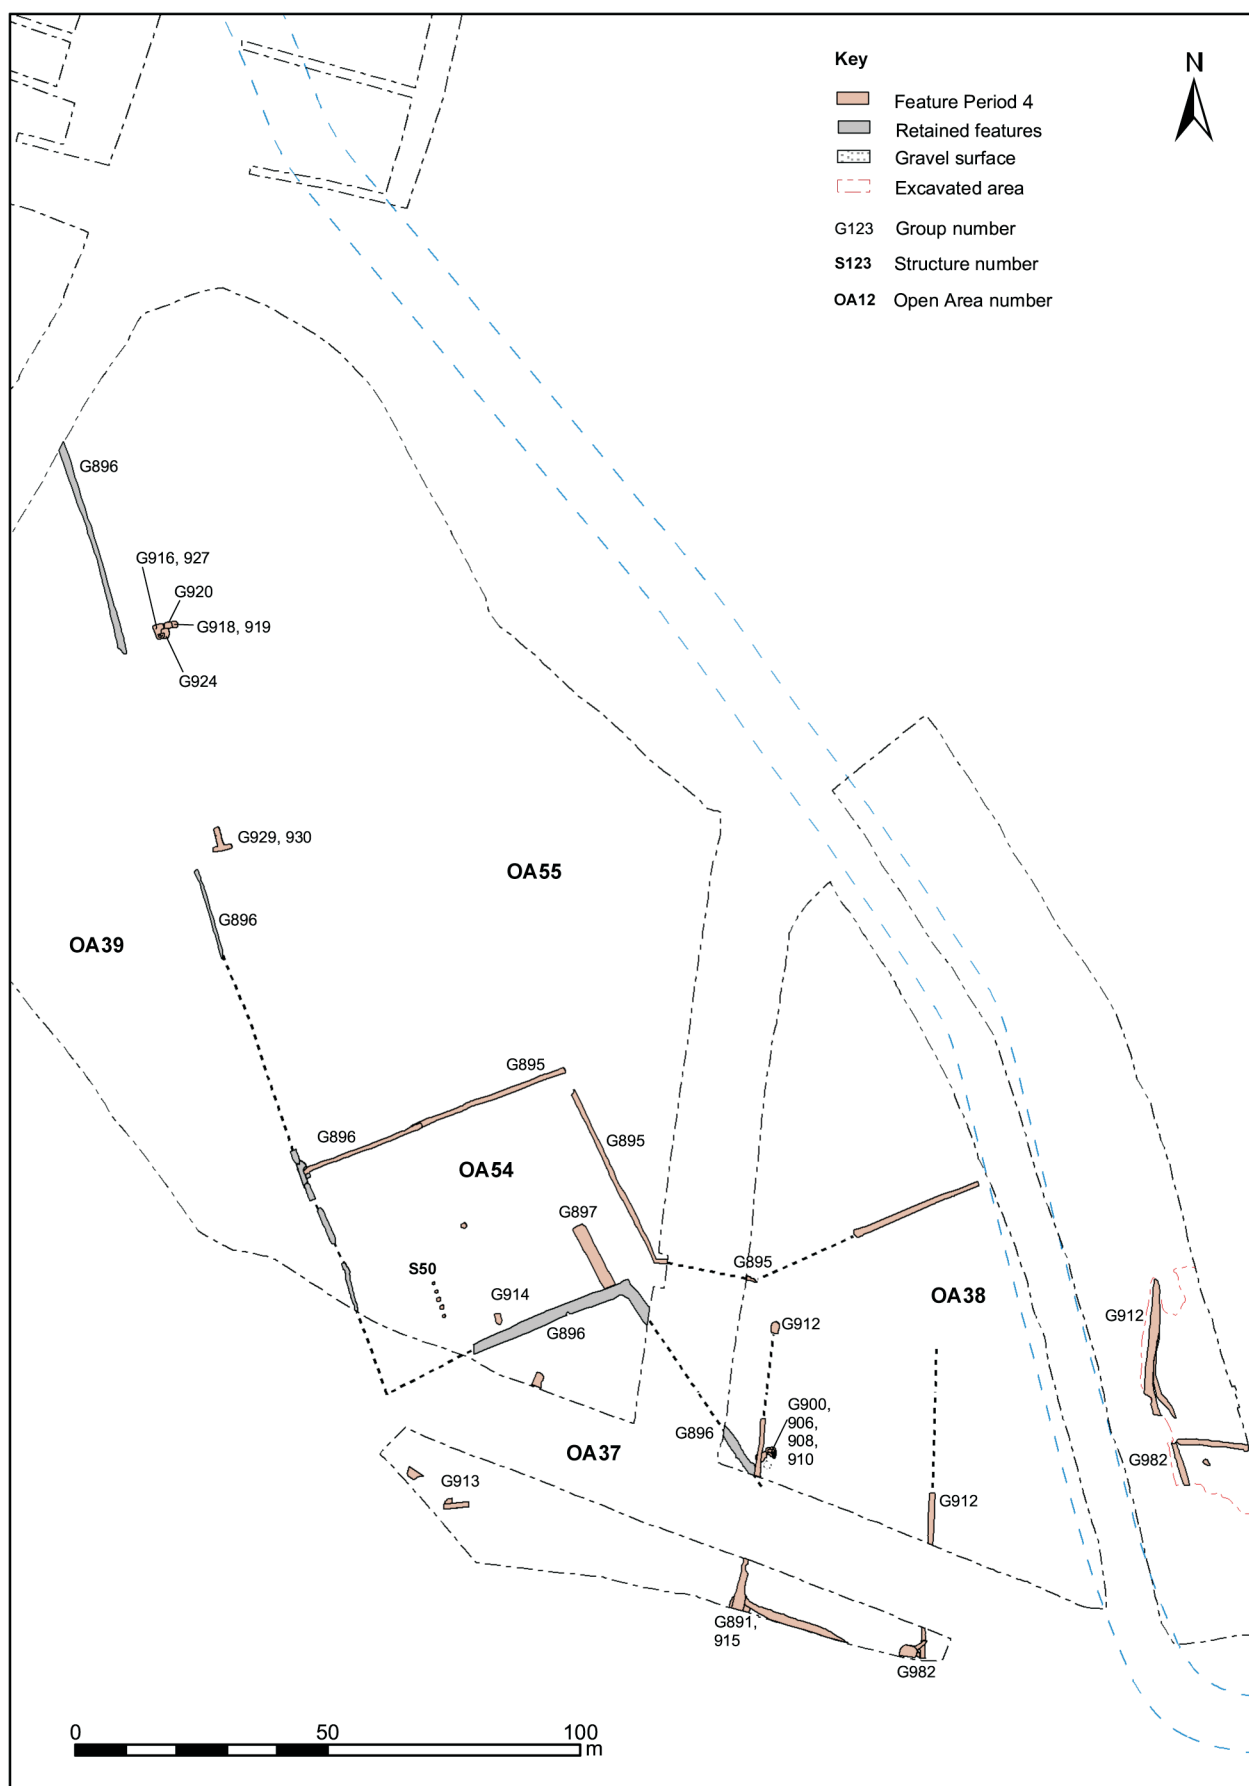 Key
N
Feature Period 4
Retained features
Gravel surface
Excavated area
G123 Group number
S123 Structure number
OA12 Open Area number
G896
G916, 927
G920
G918, 919
G924
G929, 930
OA55
G896
OA39
G895
G896
G895
OA54
G897
G895
S50
OA38
G914
G912
G896
G912
G900,
906,
908,
910
G896
OA37
G982
G913
G912
G891,
915
G982
0 50 100
m